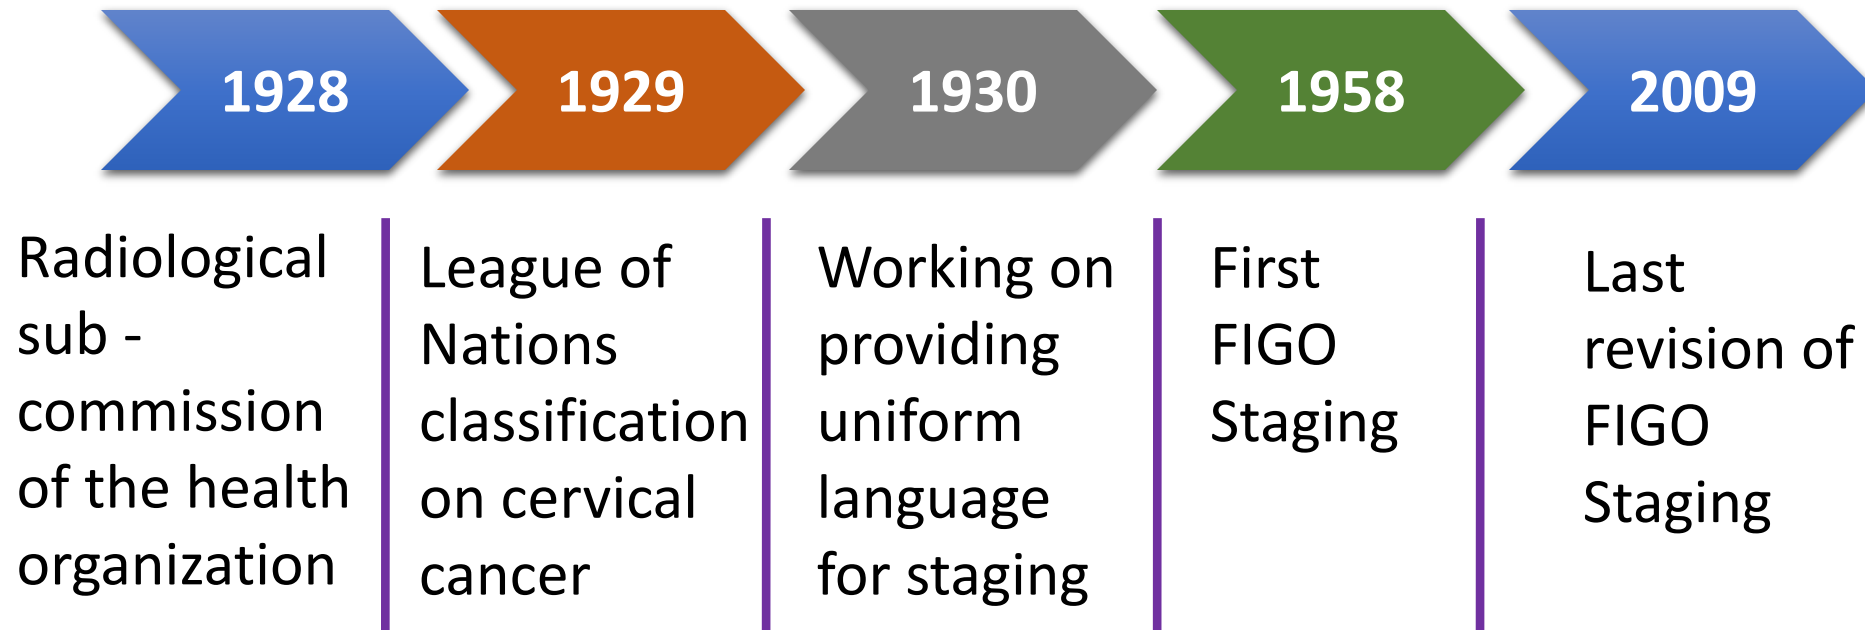 1928
1929
1930
1958
2009
Radiological
sub -
commission
of the health
organization
League of
Nations
classification
on cervical
cancer
Working on
providing
uniform
language
for staging
First
FIGO
Staging
Last
revision of
FIGO
Staging